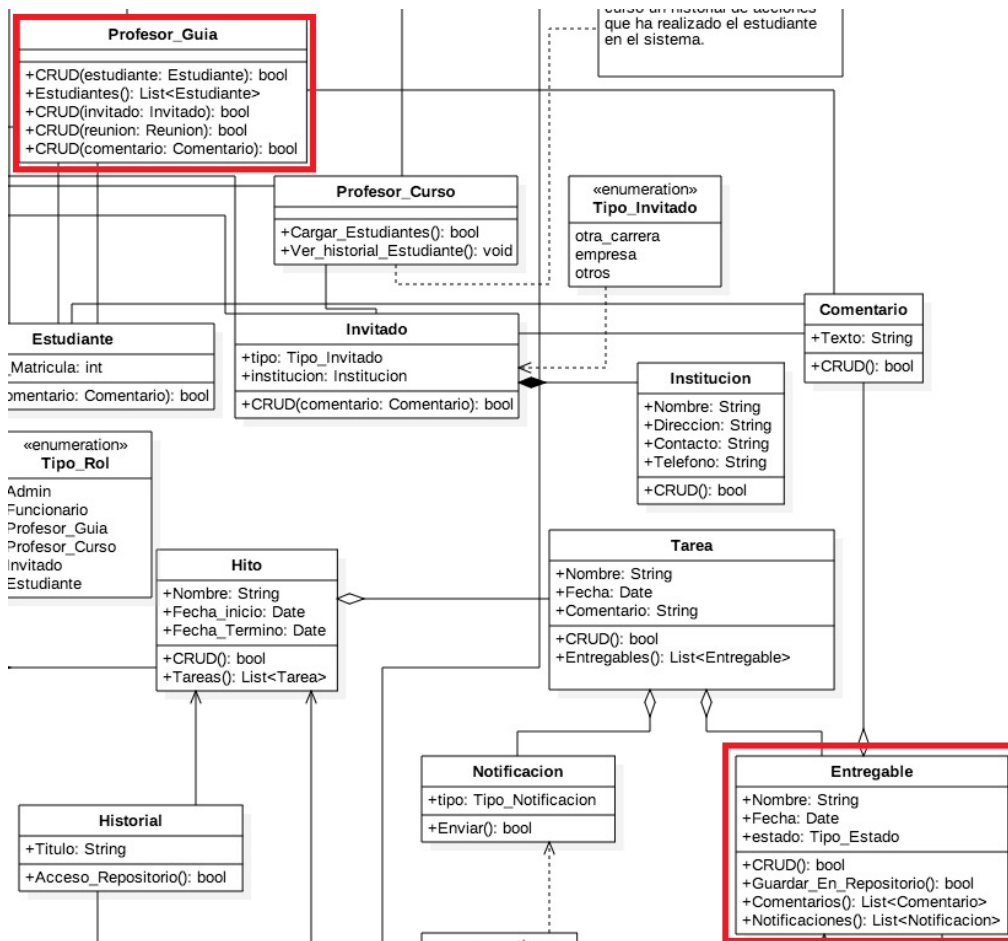 Profesor_Guia
+CRUD(estudiante: Estudiante): bool
+Estudiantes(): List<Estudiante>
+CRUD(invitado: Invitado): bool
+CRUD(reunion: Reunion): bool
+CRUD(comentario: Comentario): bool
curso un historial de acciones
que ha realizado el estudiante
en el sistema.
Profesor_Curso
+Cargar_Estudiantes(): bool
+Ver_historial_Estudiante(): void
«enumeration»
Tipo_Invitado
otra_carrera
empresa
otros
Comentario
+Texto: String
+CRUD(): bool
Estudiante
_Matricula: int
omentario: Comentario): bool
Invitado
+tipo: Tipo_Invitado
+institucion: Institucion
+CRUD(comentario: Comentario): bool
Institucion
+Nombre: String
+Direccion: String
+Contacto: String
+Telefono: String
+CRUD(): bool
«enumeration»
Tipo_Rol
Admin
Funcionario
Profesor_Guia
Profesor_Curso
Invitado
Estudiante
Hito
+Nombre: String
+Fecha_inicio: Date
+Fecha_Termino: Date
+CRUD(): bool
+Tareas(): List<Tarea>
Tarea
+Nombre: String
+Fecha: Date
+Comentario: String
+CRUD(): bool
+Entregables(): List<Entregable>
Notificacion
+tipo: Tipo_Notificacion
+Enviar(): bool
Entregable
+Nombre: String
+Fecha: Date
+estado: Tipo_Estado
+CRUD(): bool
+Guardar_En_Repositorio(): bool
+Comentarios(): List<Comentario>
+Notificaciones(): List<Notificacion>
Historial
+Titulo: String
+Acceso_Repositorio(): bool